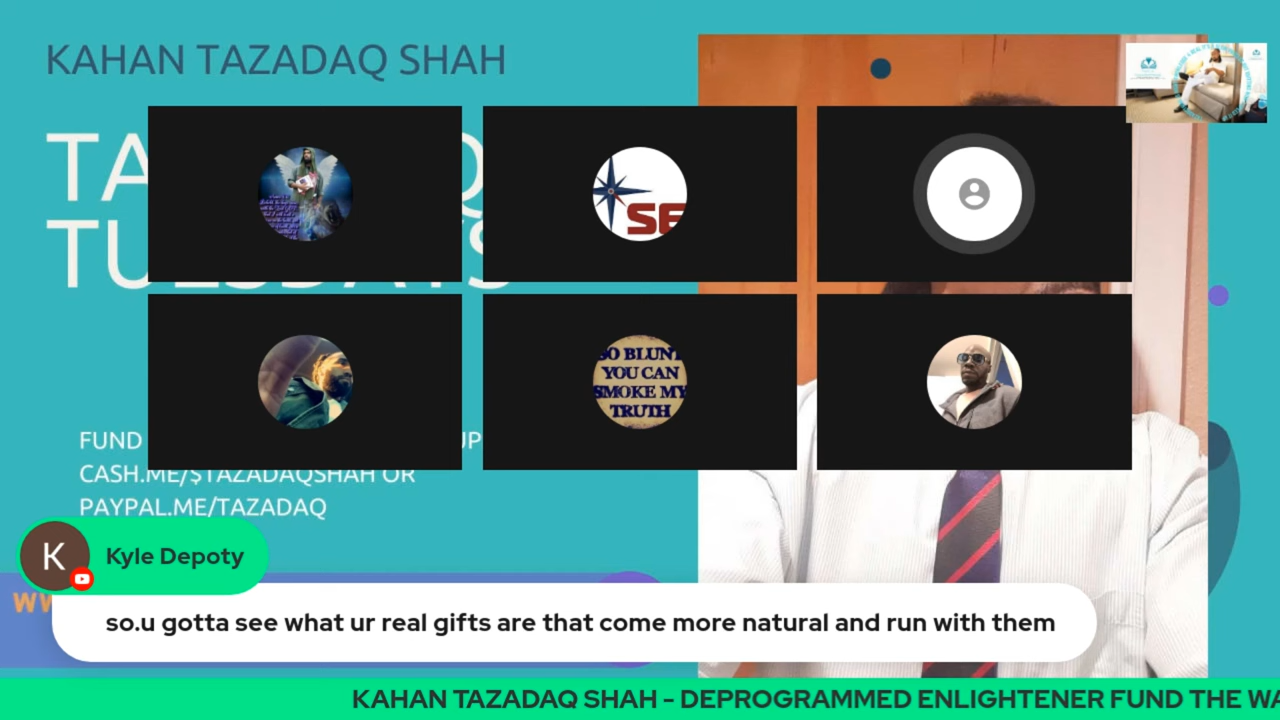 KAHAN TAZADAQ SHAH
SE
SO BLUNT
YOU CAN
SMOKE MY
TRUTH
FUND
CASH.ME/$TAZADAQSHAH OR
PAYPAL.ME/TAZADAQ
K
Kyle Depoty
so.u gotta see what ur real gifts are that come more natural and run with them
KAHAN TAZADAQ SHAH - DEPROGRAMMED ENLIGHTENER FUND THE WA